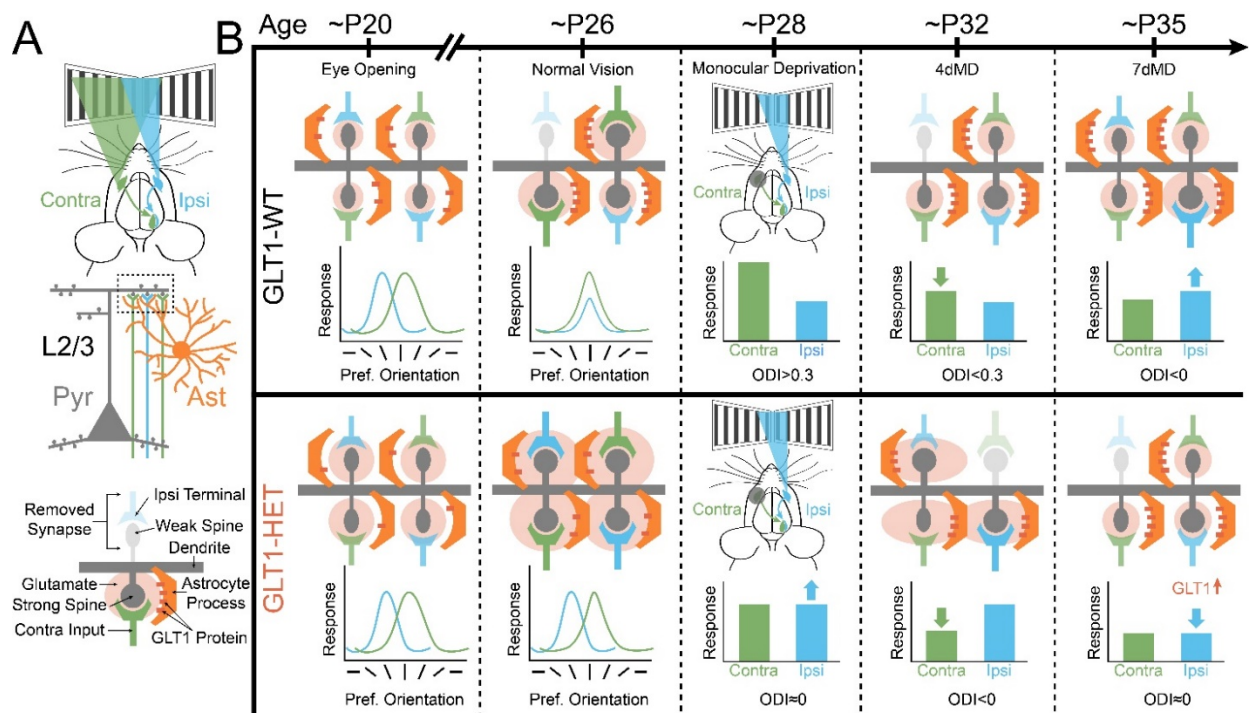 A
Contra
Ipsi
L2/3
Pyr
Ast
Removed
Synapse
Ipsi Terminal
Weak Spine
Dendrite
Glutamate
Strong Spine
Contra Input
Astrocyte
Process
GLT1 Protein
B
Age ~P20 ~P26 ~P28 ~P32 ~P35
GLT1-WT
Eye Opening Normal Vision Monocular Deprivation 4dMD 7dMD
Contra Ipsi
Response
Pref. Orientation
Response
Pref. Orientation
Response
Contra Ipsi
ODI>0.3
Response
Contra Ipsi
ODI<0.3
Response
Contra Ipsi
ODI<0
GLT1-HET
Contra Ipsi
Response
Pref. Orientation
Response
Pref. Orientation
Response
Contra Ipsi
ODI≈0
Response
Contra Ipsi
ODI<0
GLT1
Response
Contra Ipsi
ODI≈0